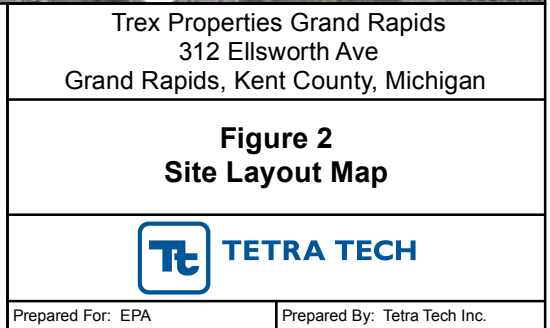 Trex Properties Grand Rapids
312 Ellsworth Ave
Grand Rapids, Kent County, Michigan
Figure 2
Site Layout Map
Tt TETRA TECH
Prepared For: EPA
Prepared By: Tetra Tech Inc.